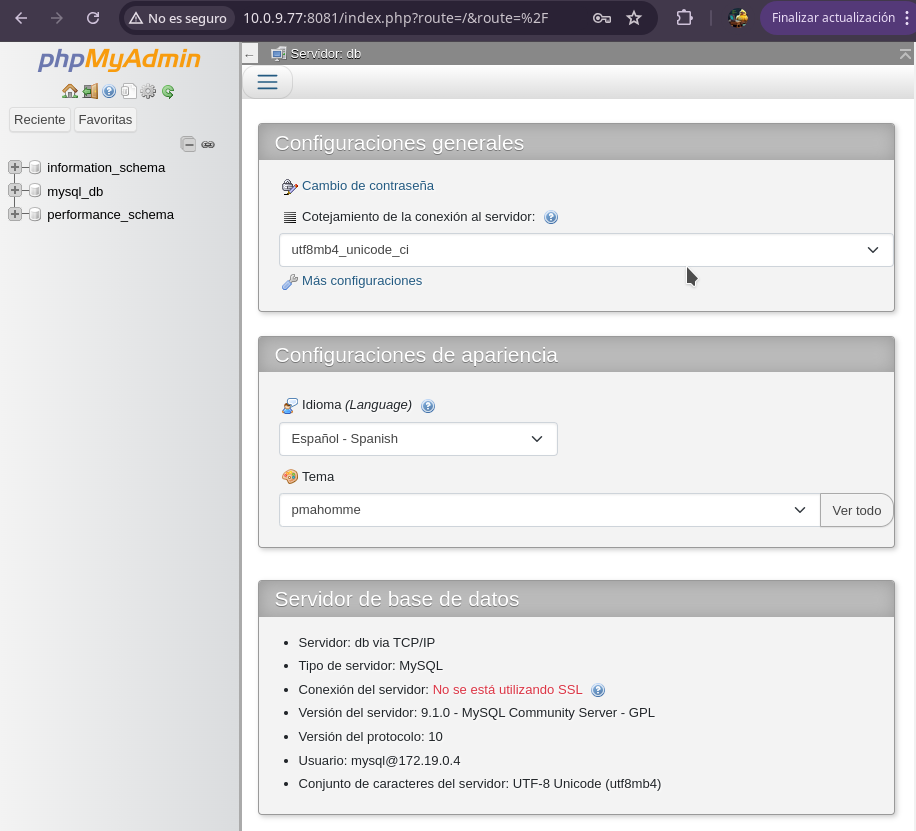 No es seguro
10.0.9.77:8081/index.php?route=/&route=%2F
Finalizar actualización
phpMyAdmin
Reciente
Favoritas
information_schema
mysql_db
performance_schema
Servidor: db
Configuraciones generales
Cambio de contraseña
Cotejamiento de la conexión al servidor:
utf8mb4_unicode_ci
Más configuraciones
Configuraciones de apariencia
Idioma (Language)
Español - Spanish
Tema
pmahomme
Ver todo
Servidor de base de datos
Servidor: db via TCP/IP
Tipo de servidor: MySQL
Conexión del servidor: No se está utilizando SSL
Versión del servidor: 9.1.0 - MySQL Community Server - GPL
Versión del protocolo: 10
Usuario: mysql@172.19.0.4
Conjunto de caracteres del servidor: UTF-8 Unicode (utf8mb4)